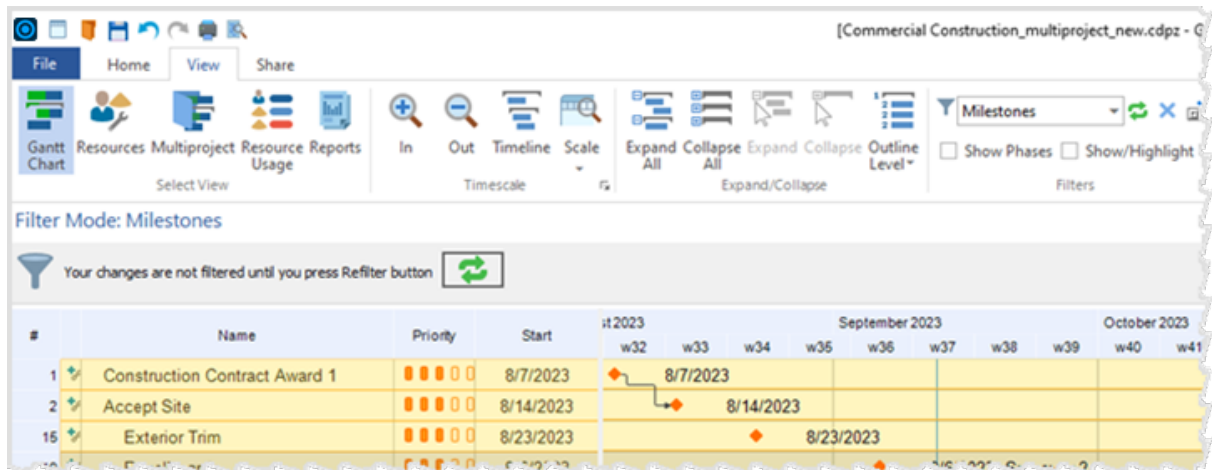 [Commercial Construction_multiproject_new.cdpz - G
File Home View Share
Gantt Chart Resources Multiproject Resource Usage Reports In Out Timeline Scale Expand All Collapse All Expand Collapse Outline Level Milestones
Show Phases Show/Highlight
Select View Timescale Expand/Collapse Filters
Filter Mode: Milestones
Your changes are not filtered until you press Refilter button
# Name Priority Start st 2023 September 2023 October 2023
w32 w33 w34 w35 w36 w37 w38 w39 w40 w41
1 Construction Contract Award 1 8/7/2023 8/7/2023
2 Accept Site 8/14/2023 8/14/2023
15 Exterior Trim 8/23/2023 8/23/2023